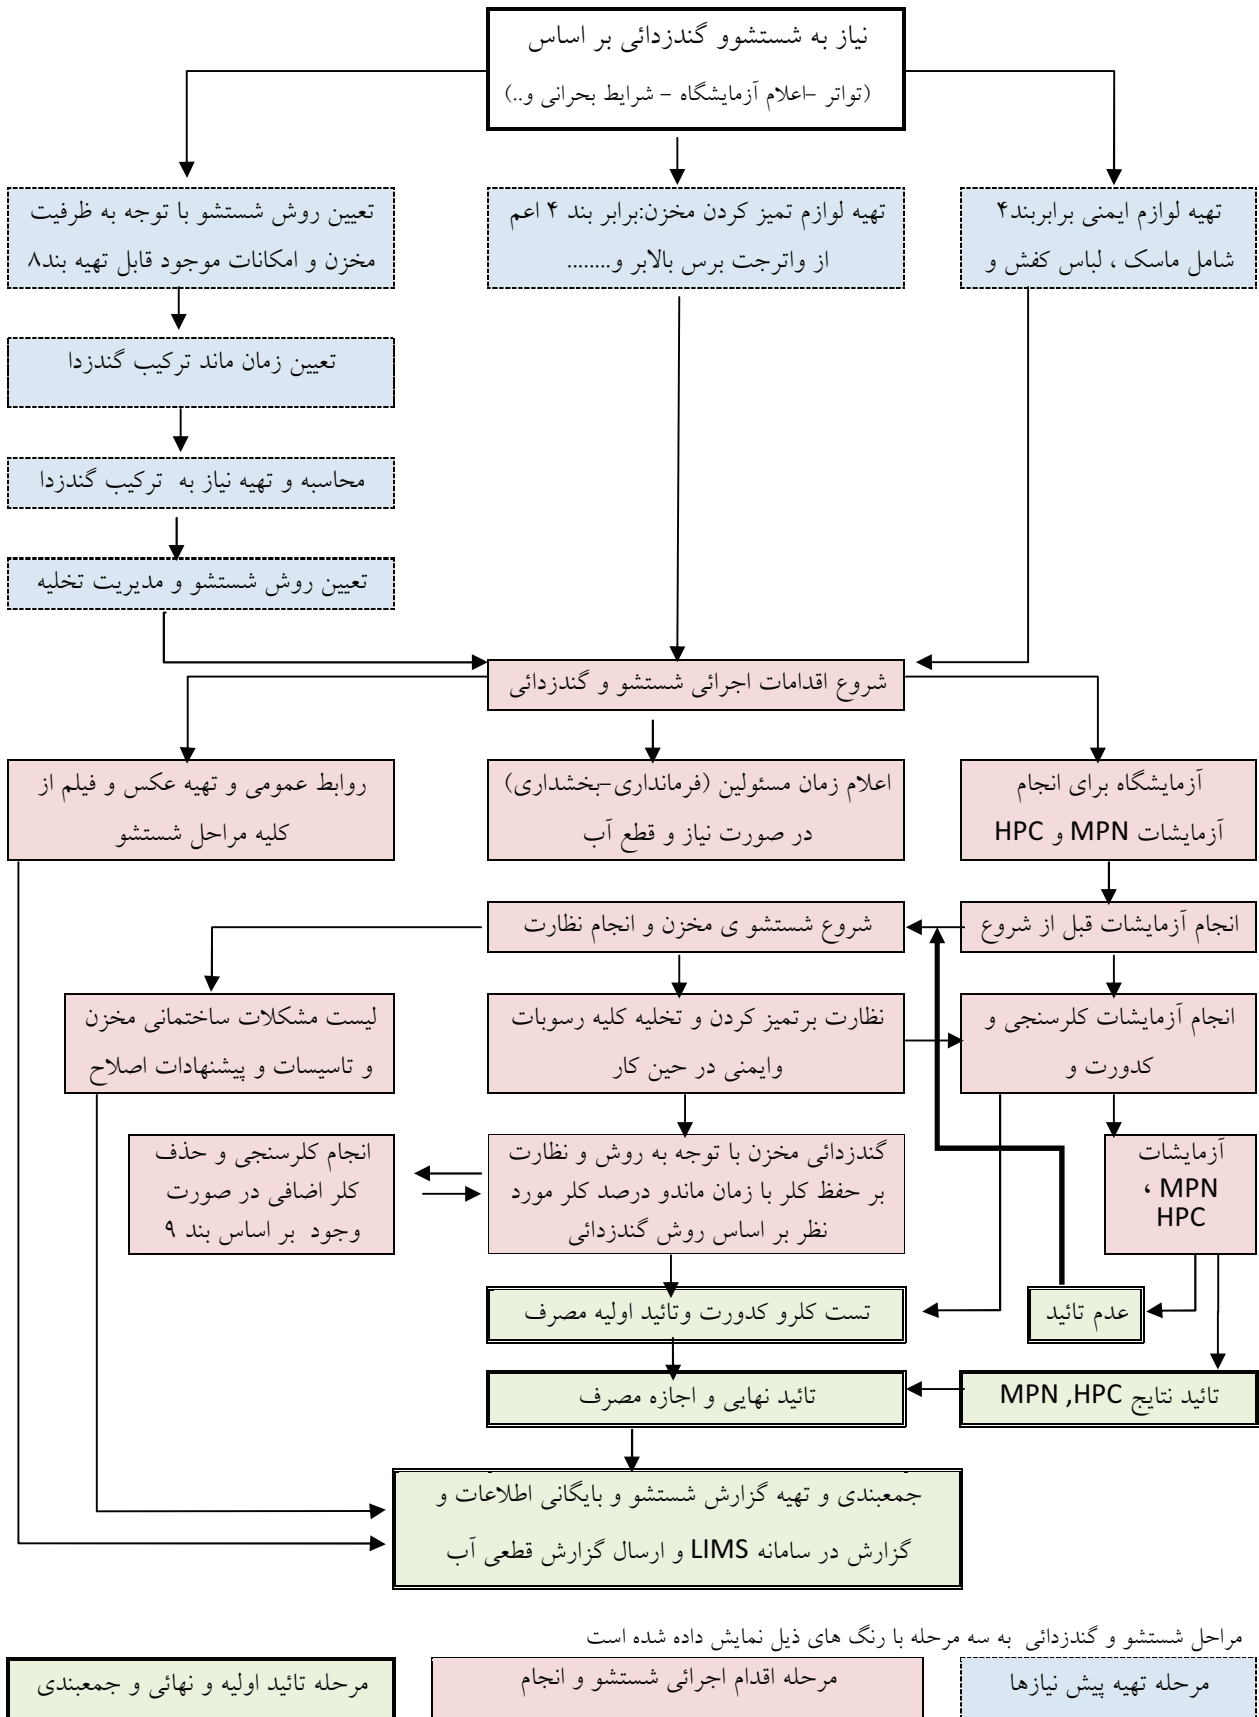 نیاز به شستشوو گندزدائی بر اساس
(تواتر -اعلام آزمایشگاه - شرایط بحرانی و..)
تهیه لوازم ایمنی برابربند۴
شامل ماسک ، لباس کفش و
تهیه لوازم تمیز کردن مخزن:برابر بند ۴ اعم
از واترجت برس بالابر و........
تعیین روش شستشو با توجه به ظرفیت
مخزن و امکانات موجود قابل تهیه بند۸
تعیین زمان ماند ترکیب گندزدا
محاسبه و تهیه نیاز به ترکیب گندزدا
تعیین روش شستشو و مدیریت تخلیه
شروع اقدامات اجرائی شستشو و گندزدائی
آزمایشگاه برای انجام
آزمایشات MPN و HPC
اعلام زمان مسئولین (فرمانداری-بخشداری)
در صورت نیاز و قطع آب
روابط عمومی و تهیه عکس و فیلم از
کلیه مراحل شستشو
انجام آزمایشات قبل از شروع
شروع شستشو ی مخزن و انجام نظارت
انجام آزمایشات کلرسنجی و
کدورت و
نظارت برتمیز کردن و تخلیه کلیه رسوبات
وایمنی در حین کار
لیست مشکلات ساختمانی مخزن
و تاسیسات و پیشنهادات اصلاح
آزمایشات
MPN ،
HPC
گندزدائی مخزن با توجه به روش و نظارت
بر حفظ کلر با زمان ماندو درصد کلر مورد
نظر بر اساس روش گندزدائی
انجام کلرسنجی و حذف
کلر اضافی در صورت
وجود بر اساس بند ۹
عدم تائید
تست کلرو کدورت وتائید اولیه مصرف
تائید نتایج MPN ,HPC
تائید نهایی و اجازه مصرف
جمعبندی و تهیه گزارش شستشو و بایگانی اطلاعات و
گزارش در سامانه LIMS و ارسال گزارش قطعی آب
مراحل شستشو و گندزدائی به سه مرحله با رنگ های ذیل نمایش داده شده است
مرحله تهیه پیش نیازها
مرحله اقدام اجرائی شستشو و انجام
مرحله تائید اولیه و نهائی و جمعبندی